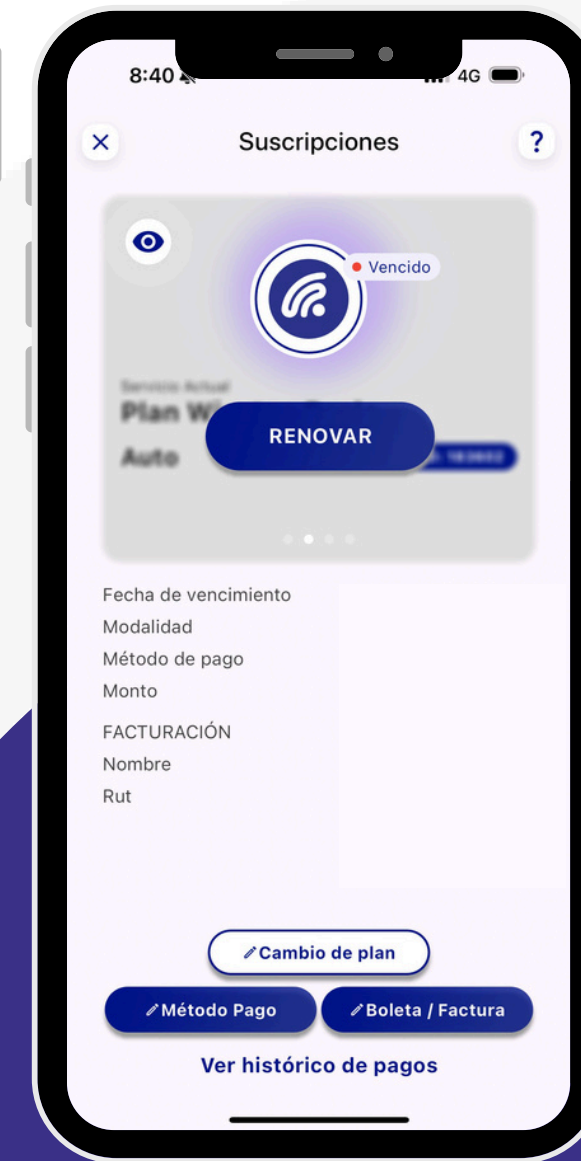 8:40
4G
Suscripciones
?
Vencido
Servicio Actual
Plan
RENOVAR
Auto
Fecha de vencimiento
Modalidad
Método de pago
Monto
FACTURACIÓN
Nombre
Rut
Cambio de plan
Método Pago
Boleta / Factura
Ver histórico de pagos